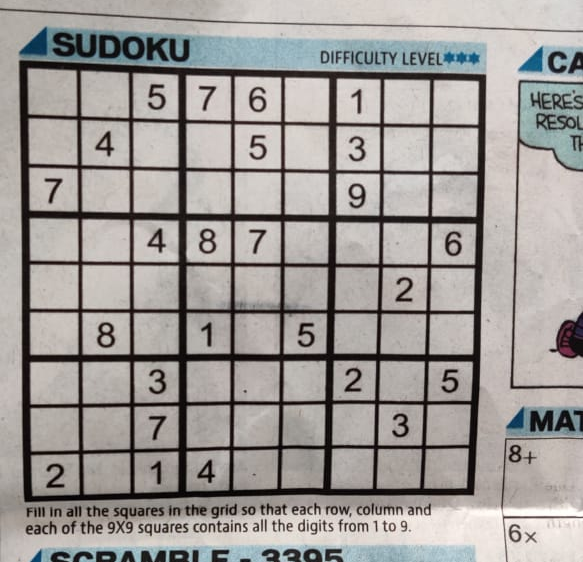 SUDOKU
DIFFICULTY LEVEL***
5 7 6 1
4 5 3
7 9
4 8 7 6
2
8 1 5
3 2 5
7 3
2 1 4
Fill in all the squares in the grid so that each row, column and
each of the 9X9 squares contains all the digits from 1 to 9.
SCRAMBLE - 3395
CA
HERE'S
RESOL
TH
MAT
8+
6x